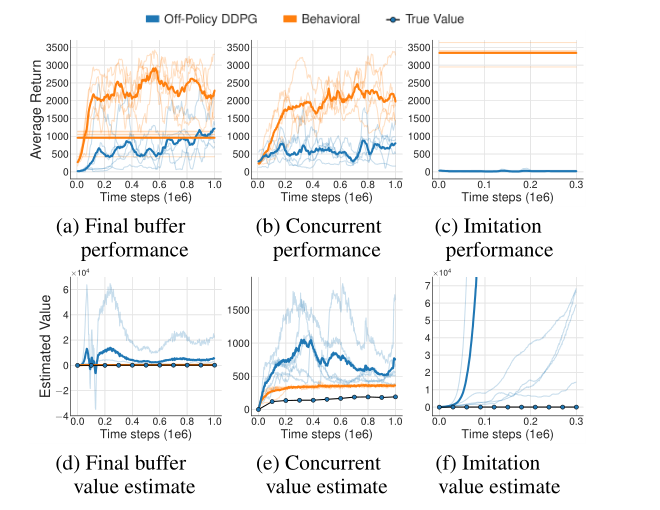 Off-Policy DDPG Behavioral True Value
Average Return
3500
3000
2500
2000
1500
1000
500
0
0.0 0.2 0.4 0.6 0.8 1.0
Time steps (1e6)
(a) Final buffer
performance
3500
3000
2500
2000
1500
1000
500
0
0.0 0.2 0.4 0.6 0.8 1.0
Time steps (1e6)
(b) Concurrent
performance
3500
3000
2500
2000
1500
1000
500
0
0.0 0.1 0.2 0.3
Time steps (1e6)
(c) Imitation
performance
Estimated Value
×10⁴
6
4
2
0
−2
−4
0.0 0.2 0.4 0.6 0.8 1.0
Time steps (1e6)
(d) Final buffer
value estimate
1500
1000
500
0
0.0 0.2 0.4 0.6 0.8 1.0
Time steps (1e6)
(e) Concurrent
value estimate
×10⁴
7
6
5
4
3
2
1
0
0.0 0.1 0.2 0.3
Time steps (1e6)
(f) Imitation
value estimate